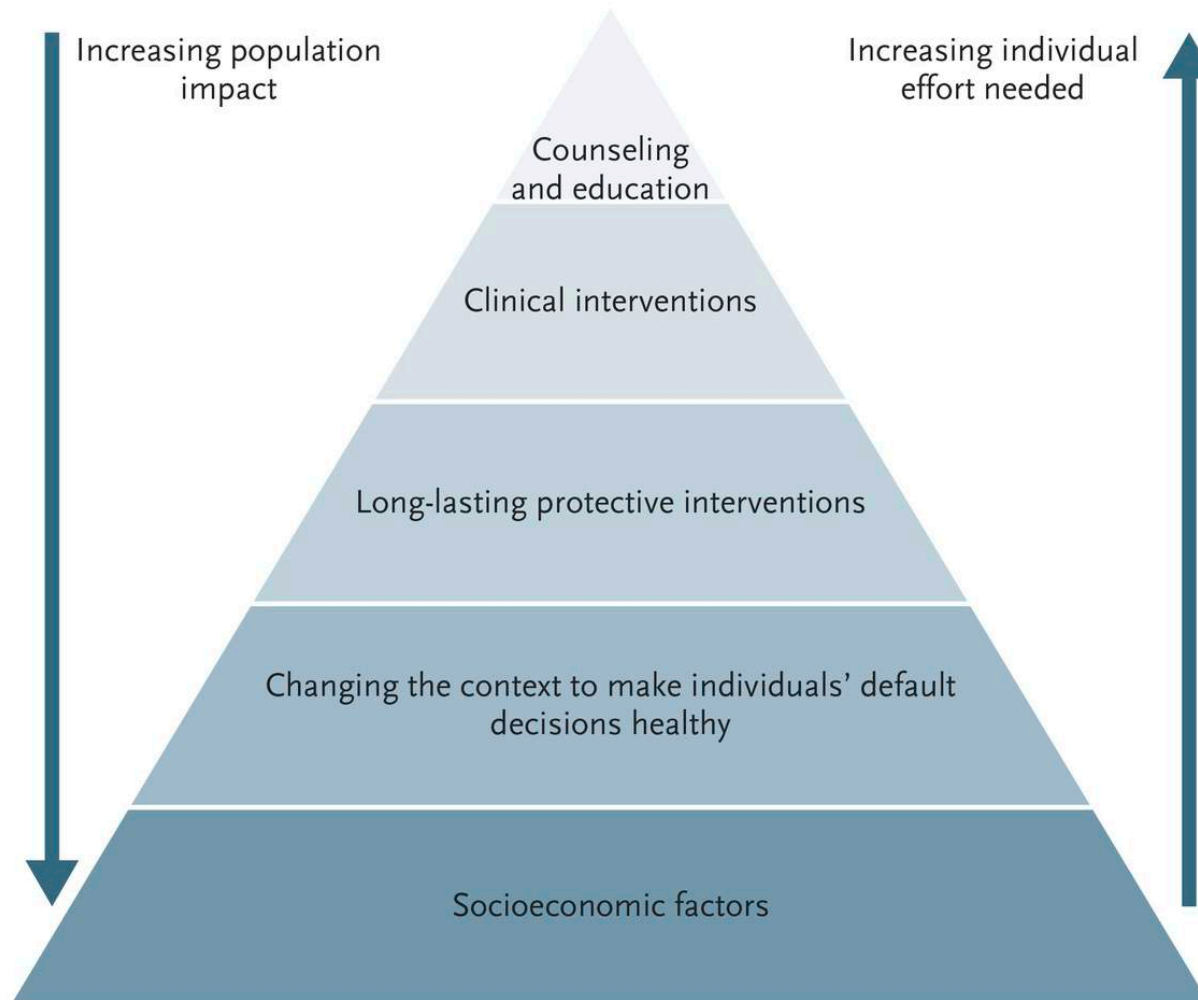 Increasing population
impact
Increasing individual
effort needed
Counseling
and education
Clinical interventions
Long-lasting protective interventions
Changing the context to make individuals’ default
decisions healthy
Socioeconomic factors